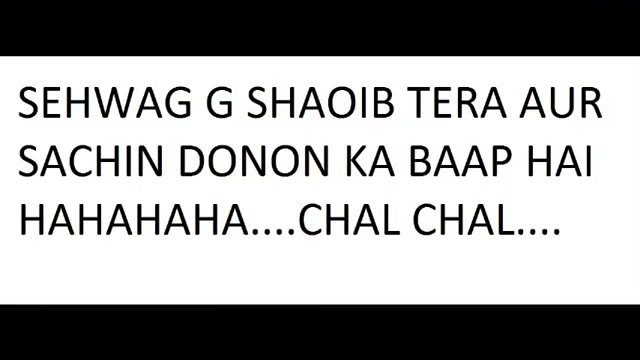 SEHWAG G SHAOIB TERA AUR
SACHIN DONON KA BAAP HAI
HAHAHAHA....CHAL CHAL....